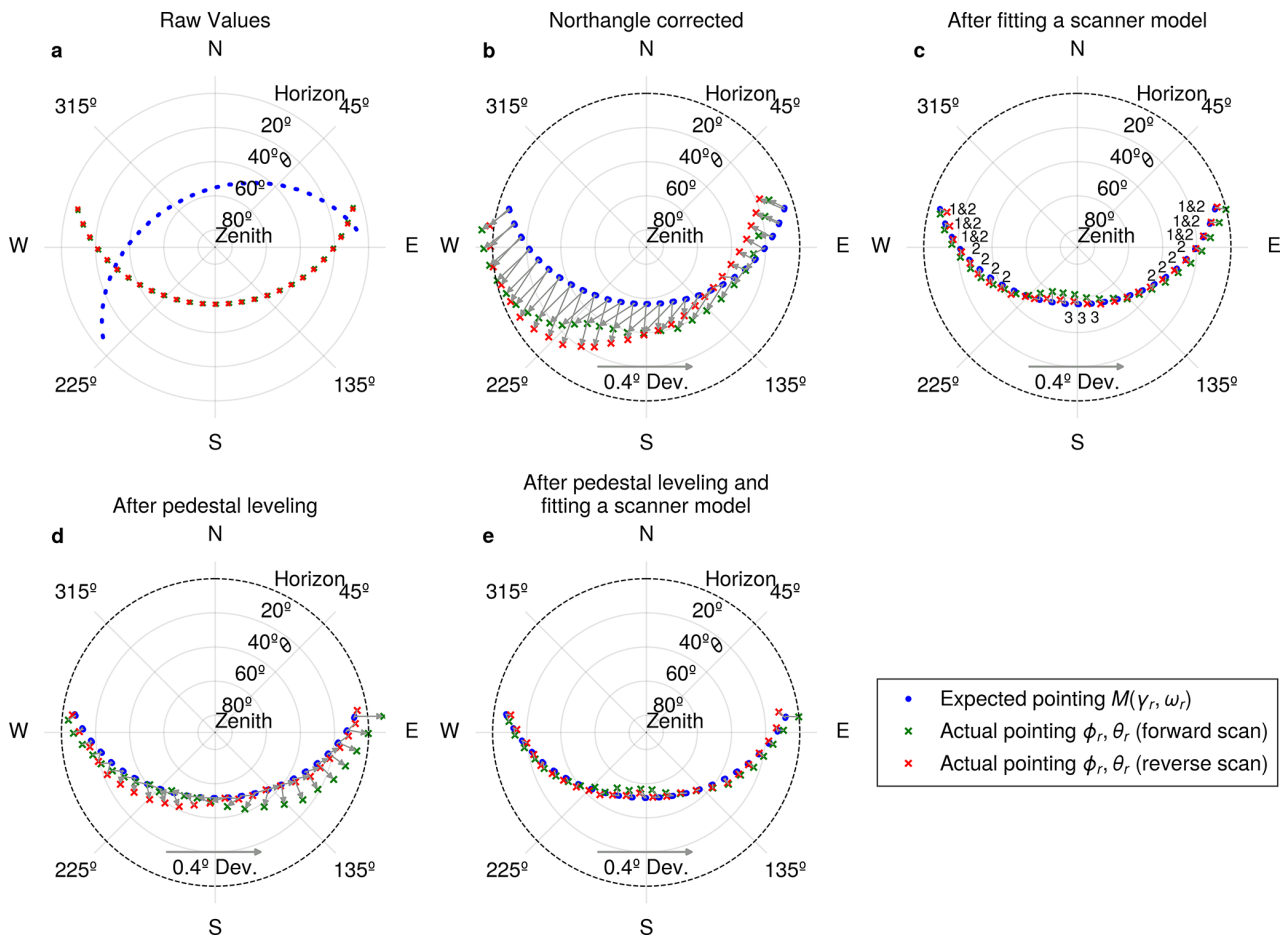 Raw Values
a
N
315º
Horizon
45º
20º
40º
θ
60º
80º
Zenith
W
E
225º
135º
S
Northangle corrected
b
N
315º
Horizon
45º
20º
40º
θ
60º
80º
Zenith
W
E
0.4º Dev.
225º
135º
S
After fitting a scanner model
c
N
315º
Horizon
45º
20º
40º
θ
60º
80º
Zenith
W
E
1&2
1&2
1&2
2
2
2
2
3
3
3
2
2
2
2
1&2
1&2
1&2
0.4º Dev.
225º
135º
S
After pedestal leveling
d
N
315º
Horizon
45º
20º
40º
θ
60º
80º
Zenith
W
E
0.4º Dev.
225º
135º
S
After pedestal leveling and
fitting a scanner model
e
N
315º
Horizon
45º
20º
40º
θ
60º
80º
Zenith
W
E
0.4º Dev.
225º
135º
S
Expected pointing M(γr, ωr)
Actual pointing ϕr, θr (forward scan)
Actual pointing ϕr, θr (reverse scan)